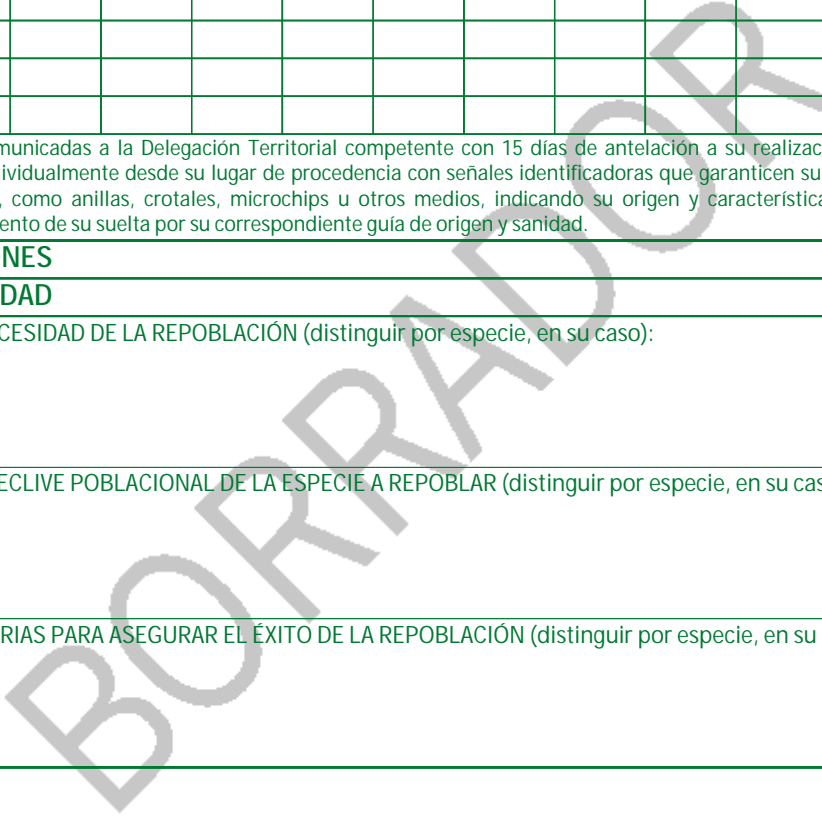 municadas a la Delegación Territorial competente con 15 días de antelación a su realizac
ividualmente desde su lugar de procedencia con señales identificadoras que garanticen su
, como anillas, crotales, microchips u otros medios, indicando su origen y característica
ento de su suelta por su correspondiente guía de origen y sanidad.
NES
DAD
CESIDAD DE LA REPOBLACIÓN (distinguir por especie, en su caso):
ECLIVE POBLACIONAL DE LA ESPECIE A REPOBLAR (distinguir por especie, en su cas
RIAS PARA ASEGURAR EL ÉXITO DE LA REPOBLACIÓN (distinguir por especie, en su
BORRADOR